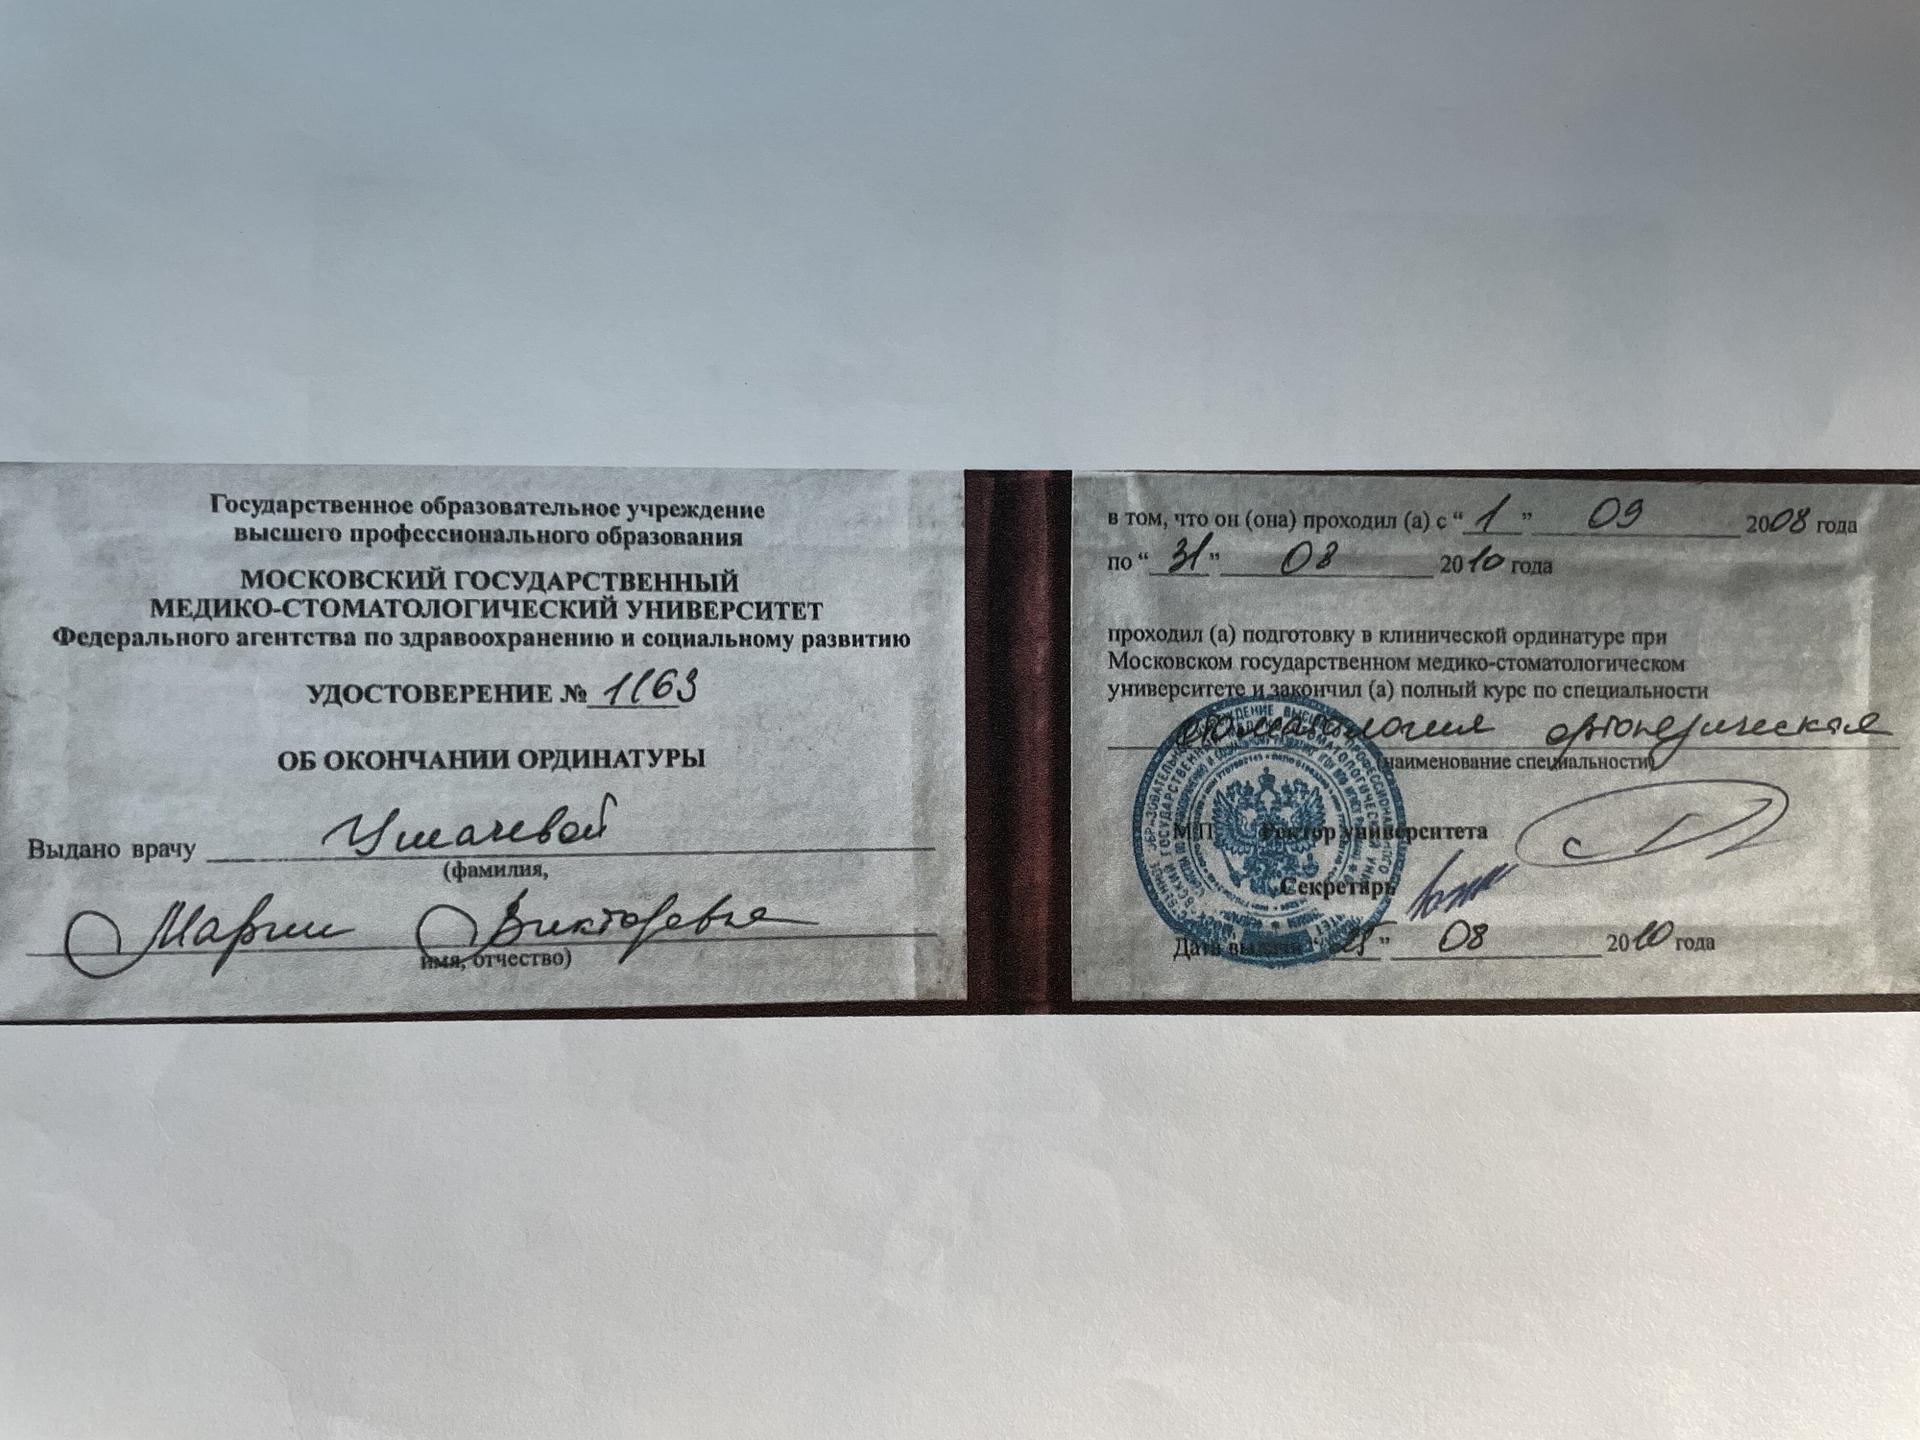 Государственное образовательное учреждение
высшего профессионального образования
МОСКОВСКИЙ ГОСУДАРСТВЕННЫЙ
МЕДИКО-СТОМАТОЛОГИЧЕСКИЙ УНИВЕРСИТЕТ
Федерального агентства по здравоохранению и социальному развитию
УДОСТОВЕРЕНИЕ № 1163
ОБ ОКОНЧАНИИ ОРДИНАТУРЫ
Выдано врачу Умачевой
(фамилия,
Марии Викторовне
имя, отчество)
в том, что он (она) проходил (а) с “ 1 ” 09 2008 года
по “ 31 ” 08 2010 года
проходил (а) подготовку в клинической ординатуре при
Московском государственном медико-стоматологическом
университете и закончил (а) полный курс по специальности
стоматология ортопедическая
(наименование специальности)
М.П. Ректор университета
Секретарь
Дата выдачи “ 25 ” 08 2010 года